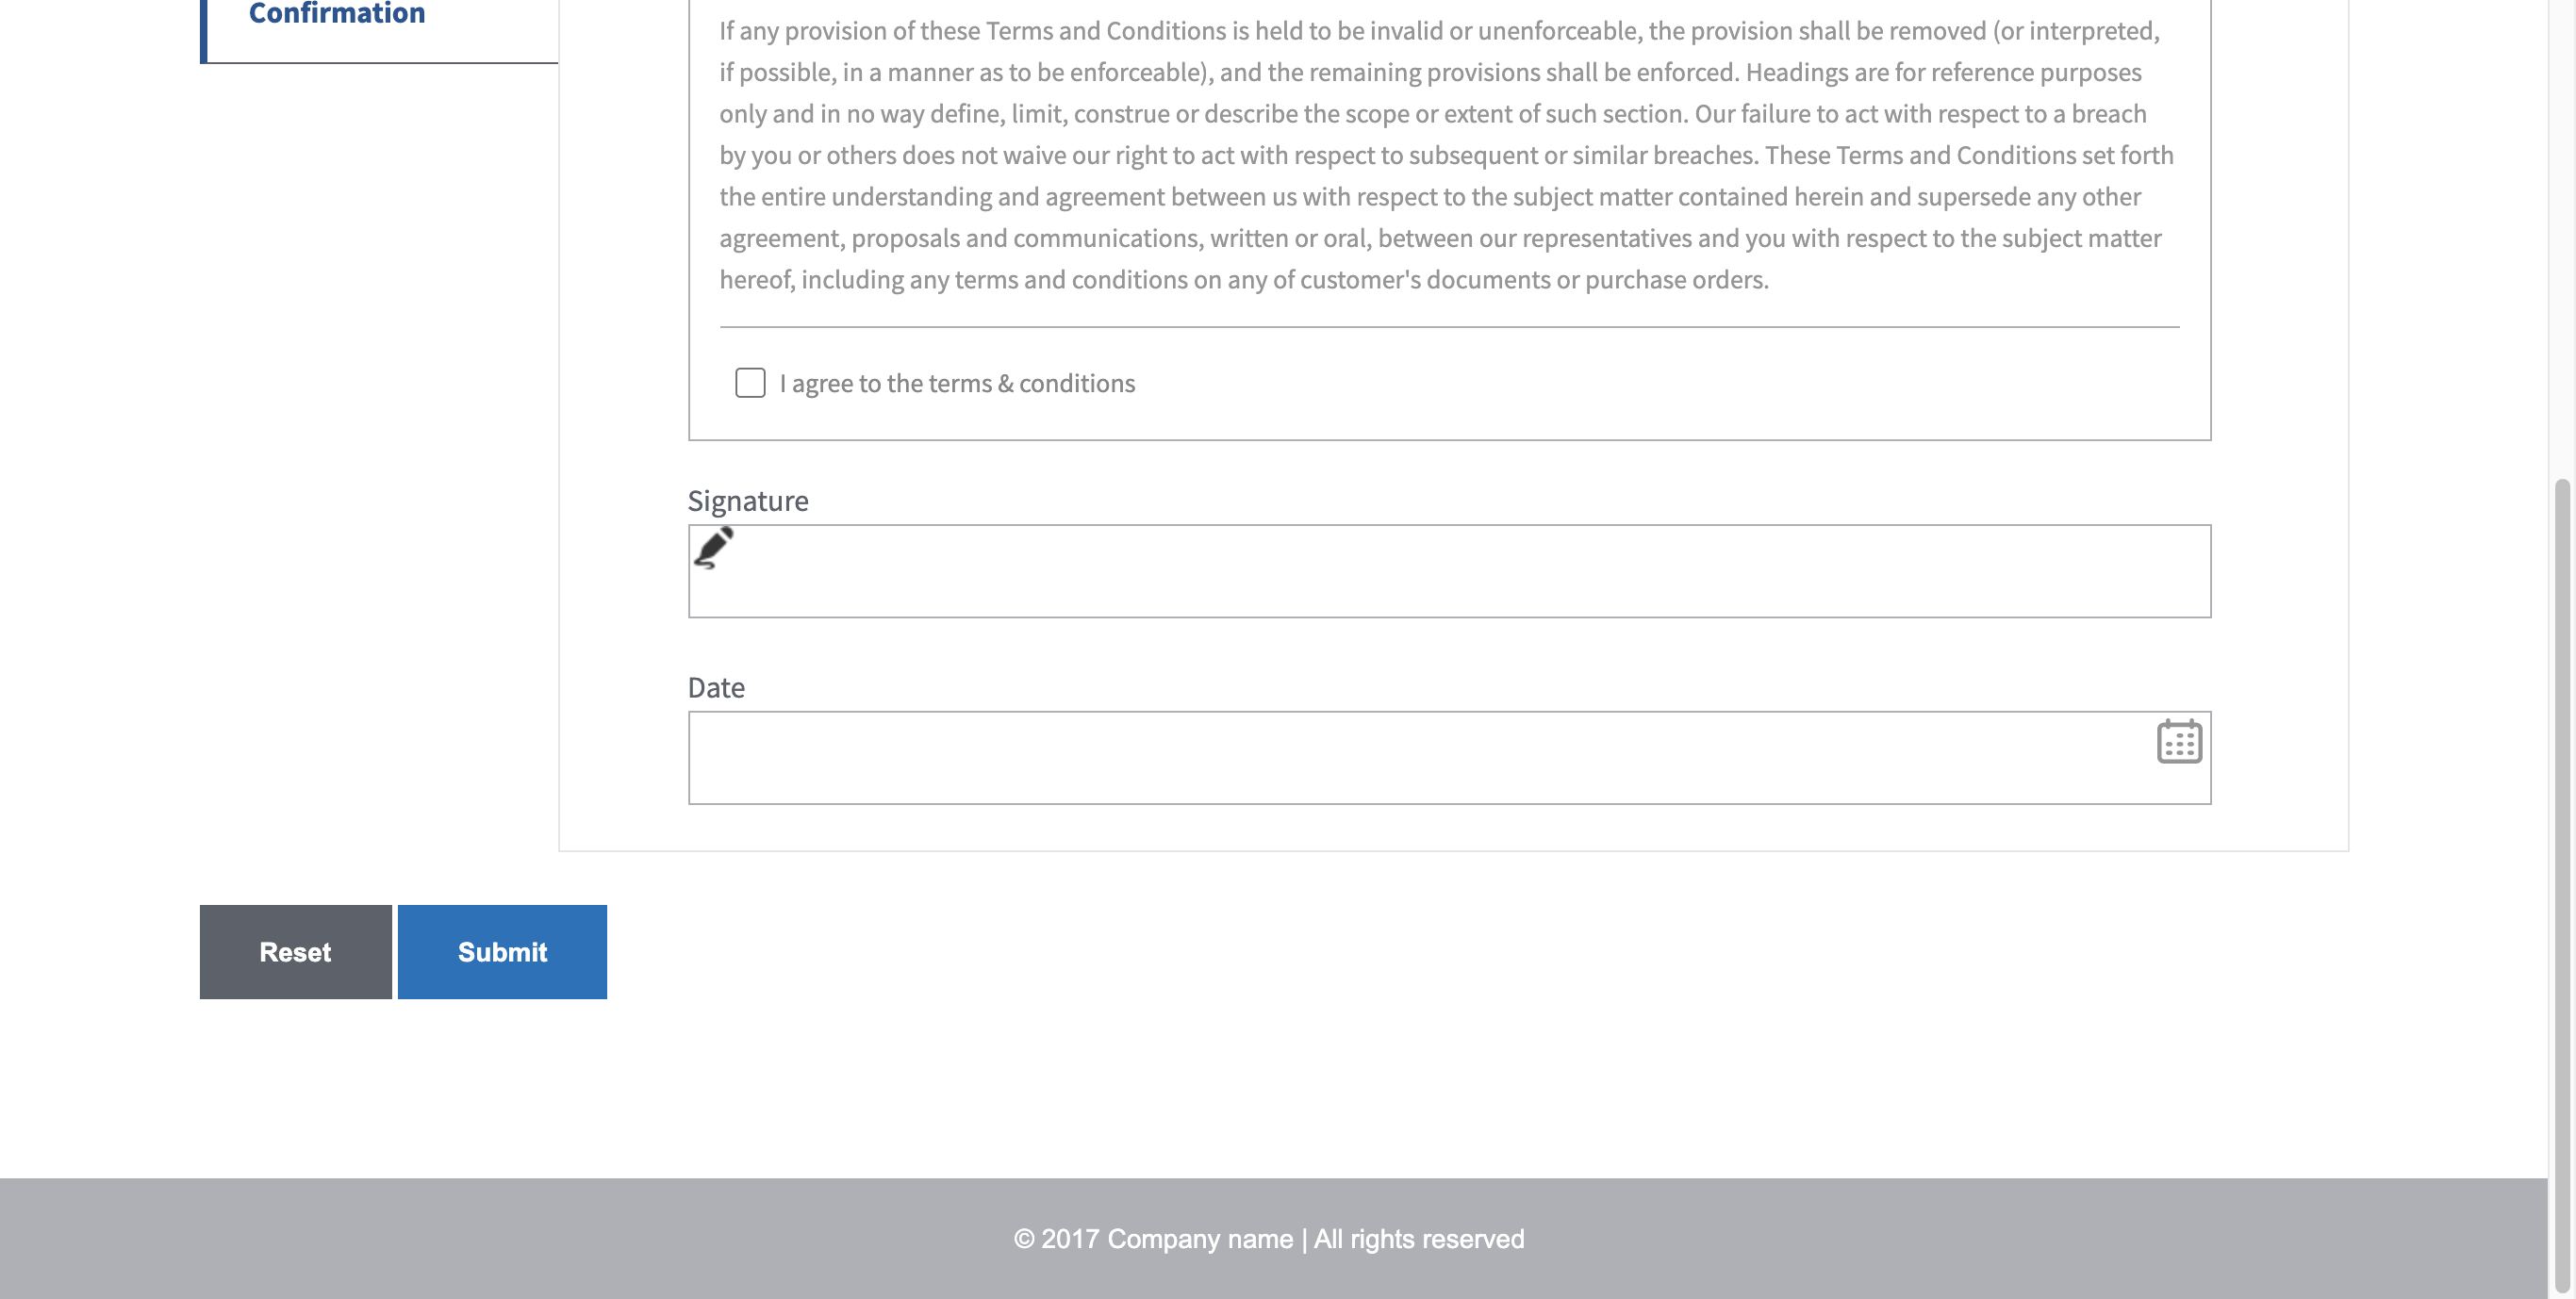 Confirmation
If any provision of these Terms and Conditions is held to be invalid or unenforceable, the provision shall be removed (or interpreted,
if possible, in a manner as to be enforceable), and the remaining provisions shall be enforced. Headings are for reference purposes
only and in no way define, limit, construe or describe the scope or extent of such section. Our failure to act with respect to a breach
by you or others does not waive our right to act with respect to subsequent or similar breaches. These Terms and Conditions set forth
the entire understanding and agreement between us with respect to the subject matter contained herein and supersede any other
agreement, proposals and communications, written or oral, between our representatives and you with respect to the subject matter
hereof, including any terms and conditions on any of customer's documents or purchase orders.
I agree to the terms & conditions
Signature
Date
Reset
Submit
© 2017 Company name | All rights reserved